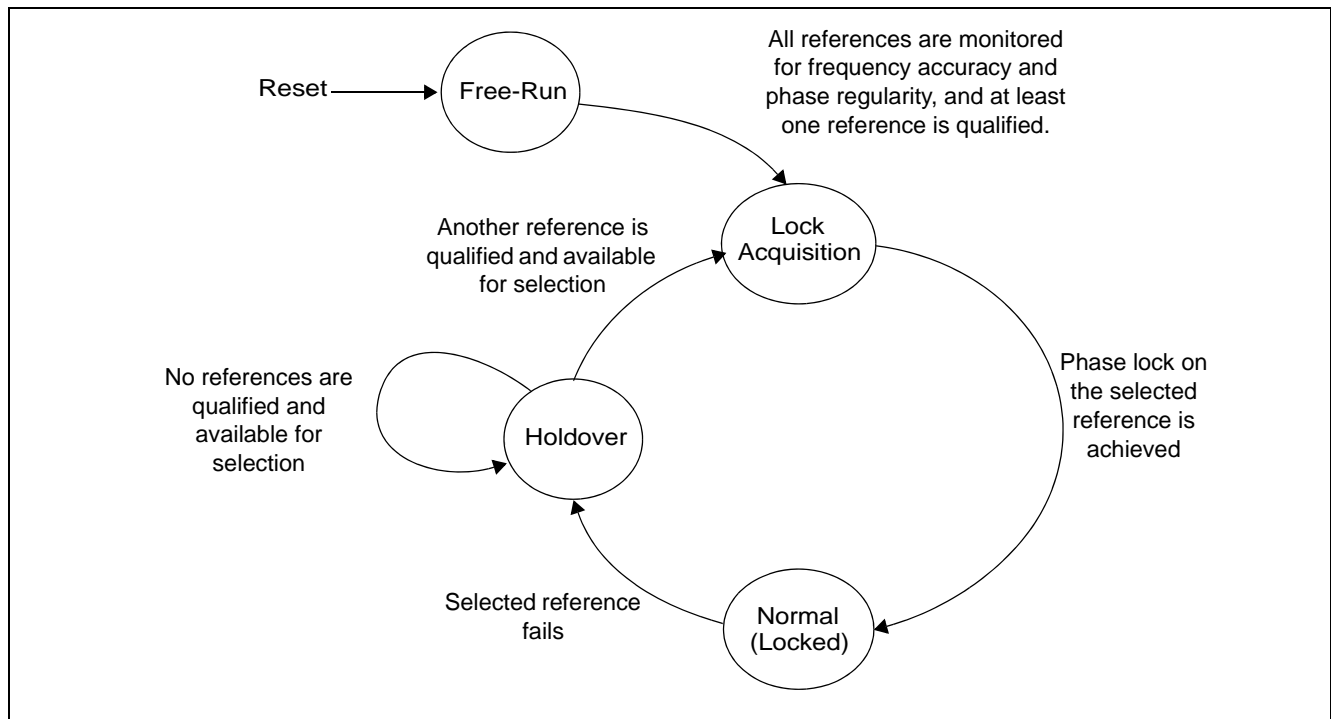 All references are monitored
for frequency accuracy and
phase regularity, and at least
one reference is qualified.
Reset
Free-Run
Another reference is
qualified and available
for selection
Lock
Acquisition
No references are
qualified and
available for
selection
Holdover
Phase lock on
the selected
reference is
achieved
Selected reference
fails
Normal
(Locked)